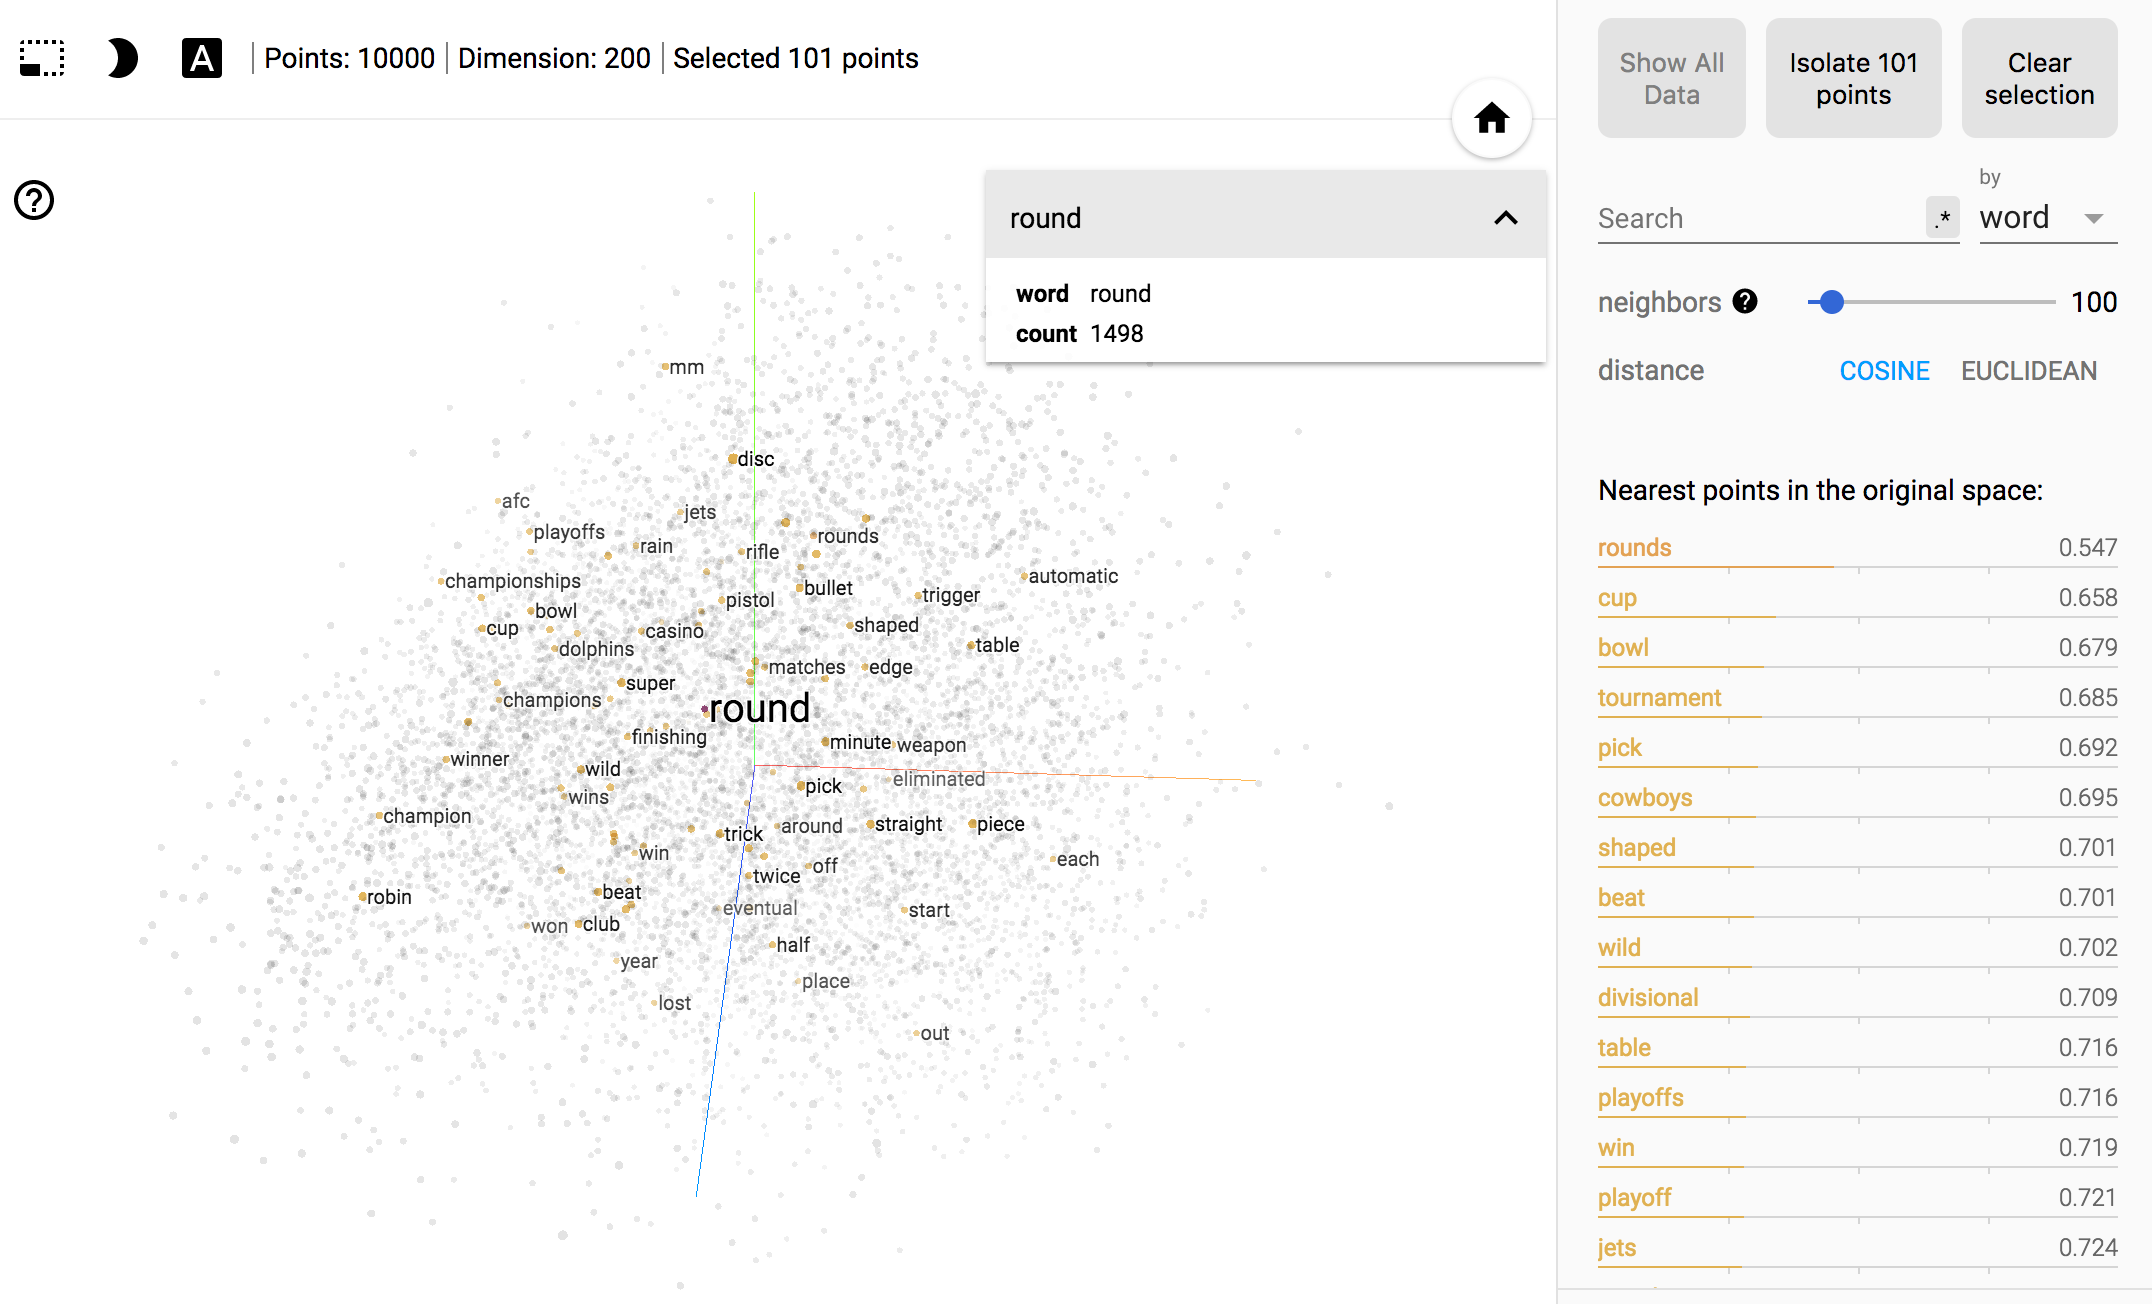 A Points: 10000 Dimension: 200 Selected 101 points
Show All Data
Isolate 101 points
Clear selection
?
round
word round
count 1498
mm
disc
afc
jets
playoffs
rain
rifle
rounds
championships
bullet
automatic
bowl
pistol
trigger
cup
casino
shaped
dolphins
table
matches
edge
super
champions
round
finishing
minute
weapon
winner
wild
eliminated
wins
pick
champion
trick
around
straight
piece
win
off
each
twice
robin
beat
eventual
start
won
club
half
year
place
lost
out
by
Search .* word
neighbors ? 100
distance COSINE EUCLIDEAN
Nearest points in the original space:
rounds 0.547
cup 0.658
bowl 0.679
tournament 0.685
pick 0.692
cowboys 0.695
shaped 0.701
beat 0.701
wild 0.702
divisional 0.709
table 0.716
playoffs 0.716
win 0.719
playoff 0.721
jets 0.724